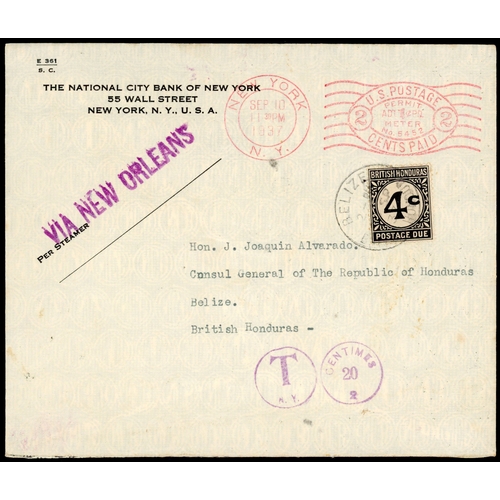 E 361
S. C.
THE NATIONAL CITY BANK OF NEW YORK
55 WALL STREET
NEW YORK, N. Y., U. S. A.
NEW YORK
SEP 10
1937
N. Y.
U.S. POSTAGE
PERMIT
METER
2 2
CENTS PAID
VIA NEW ORLEANS
PER STEAMER
BELIZE
BRITISH HONDURAS
4c
POSTAGE DUE
Hon. J. Joaquin Alvarado.
Consul General of The Republic of Honduras
Belize.
British Honduras -
T
N.Y.
CENTIMES
20
2